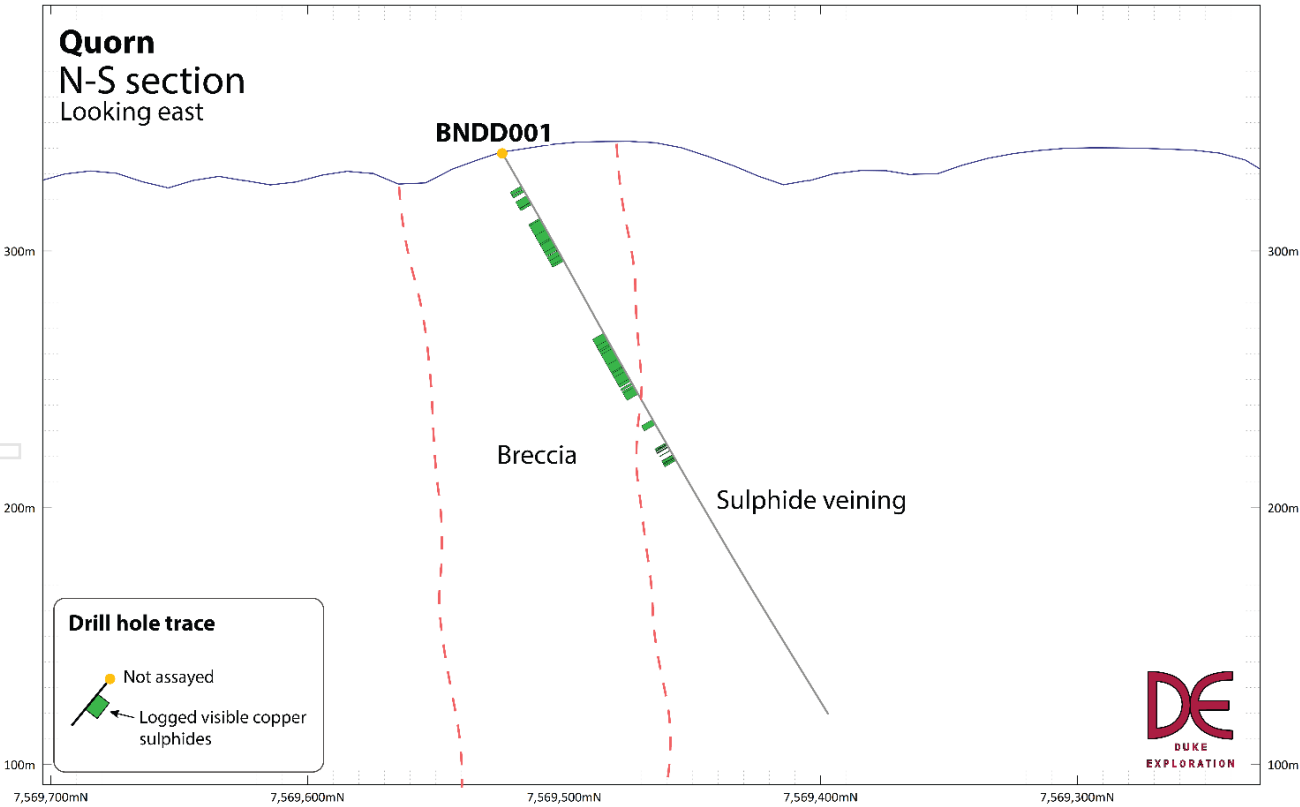 Quorn
N-S section
Looking east
BNDD001
300m
300m
Breccia
Sulphide veining
200m
200m
Drill hole trace
Not assayed
Logged visible copper
sulphides
DE
DUKE
EXPLORATION
100m
100m
7,569,700mN
7,569,600mN
7,569,500mN
7,569,400mN
7,569,300mN